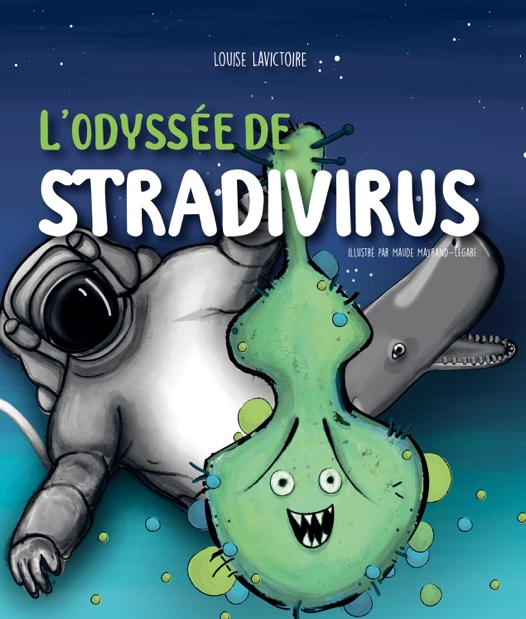 LOUISE LAVICTOIRE
L'ODYSSÉE DE
STRADIVIRUS
ILLUSTRÉ PAR MAUDE MAYRAND-LÉGARÉ